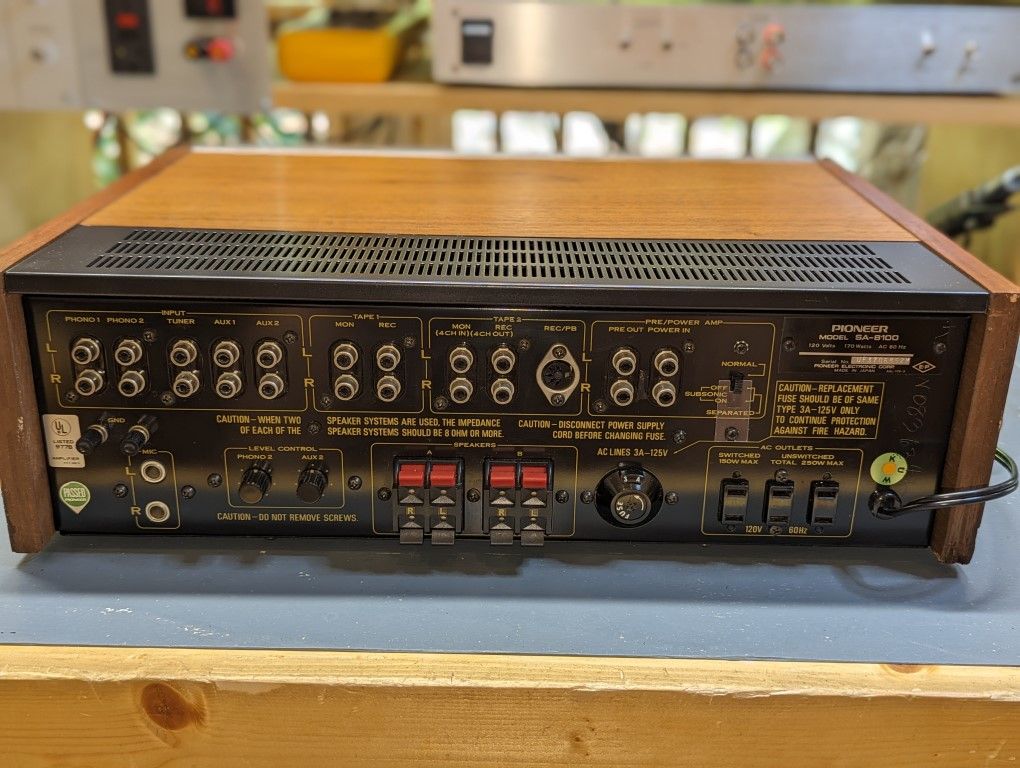 INPUT
PHONO 1 PHONO 2 TUNER AUX 1 AUX 2
L
R
TAPE 1
MON REC
L
R
TAPE 2
MON REC REC/PB
(4CH IN) (4CH OUT)
L
R
PRE/POWER AMP
PRE OUT POWER IN
L
R
NORMAL
OFF
SUBSONIC
ON
SEPARATED
PIONEER
MODEL SA-8100
120 Volts 170 Watts AC 60 Hz
Serial No.
PIONEER ELECTRONIC CORP.
MADE IN JAPAN
CAUTION–REPLACEMENT
FUSE SHOULD BE OF SAME
TYPE 3A–125V ONLY
TO CONTINUE PROTECTION
AGAINST FIRE HAZARD.
UL
LISTED
AMPLIFIER
GND
CAUTION–WHEN TWO SPEAKER SYSTEMS ARE USED, THE IMPEDANCE
OF EACH OF THE SPEAKER SYSTEMS SHOULD BE 8 OHM OR MORE.
CAUTION–DISCONNECT POWER SUPPLY
CORD BEFORE CHANGING FUSE.
MIC
L
R
PASSED
LEVEL CONTROL
PHONO 2 AUX 2
CAUTION–DO NOT REMOVE SCREWS.
SPEAKERS
A B
R L R L
AC LINES 3A–125V
FUSE
AC OUTLETS
SWITCHED UNSWITCHED
150W MAX TOTAL 250W MAX
120V 60Hz
K U
W